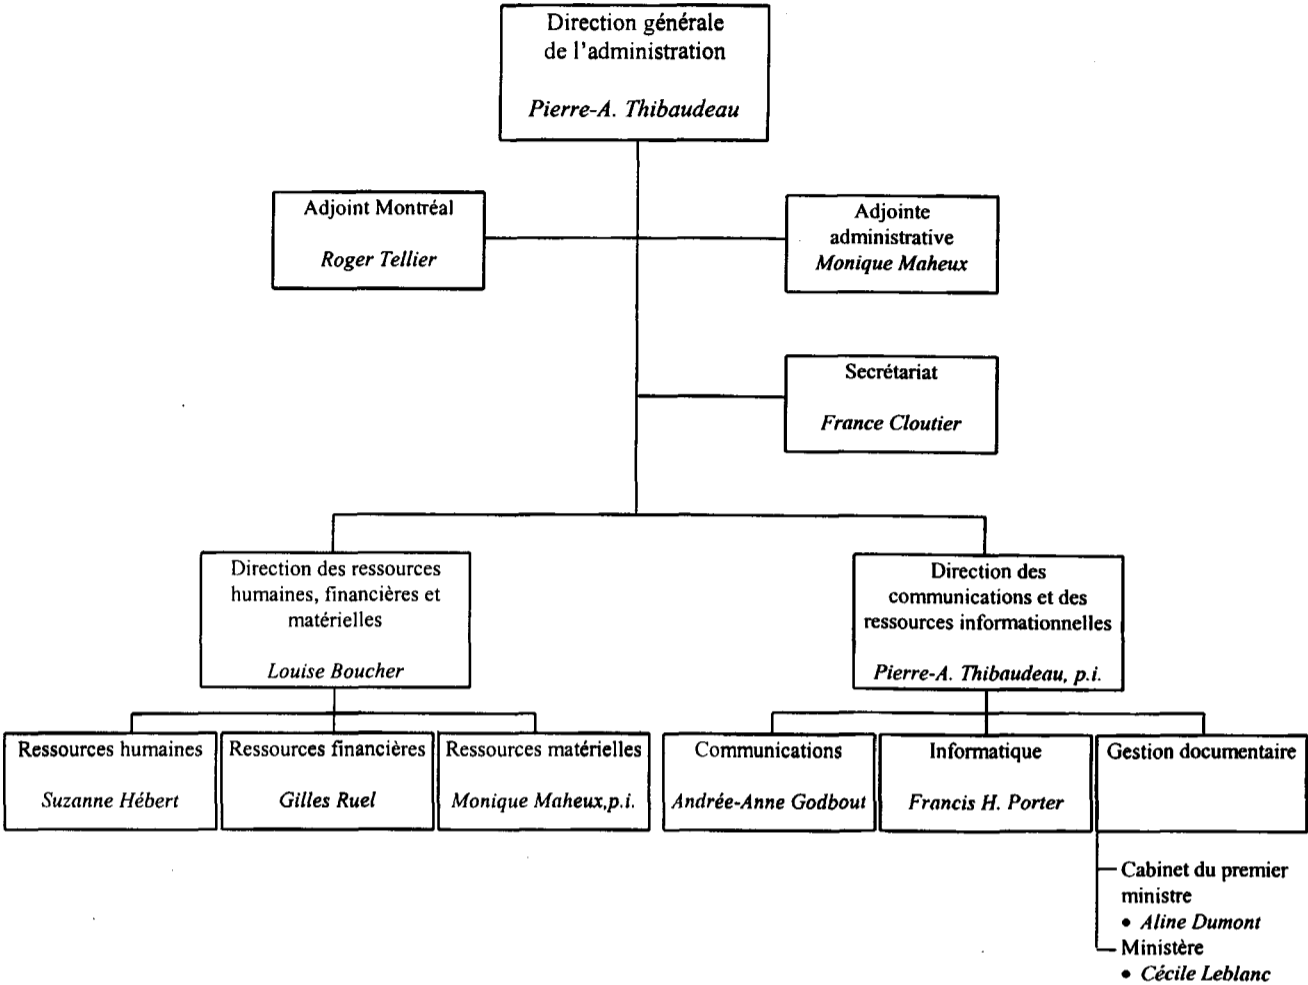 Direction générale
de l'administration
Pierre-A. Thibaudeau
Adjoint Montréal
Roger Tellier
Adjointe
administrative
Monique Maheux
Secrétariat
France Cloutier
Direction des ressources
humaines, financières et
matérielles
Louise Boucher
Direction des
communications et des
ressources informationnelles
Pierre-A. Thibaudeau, p.i.
Ressources humaines
Suzanne Hébert
Ressources financières
Gilles Ruel
Ressources matérielles
Monique Maheux,p.i.
Communications
Andrée-Anne Godbout
Informatique
Francis H. Porter
Gestion documentaire
Cabinet du premier
ministre
• Aline Dumont
Ministère
• Cécile Leblanc